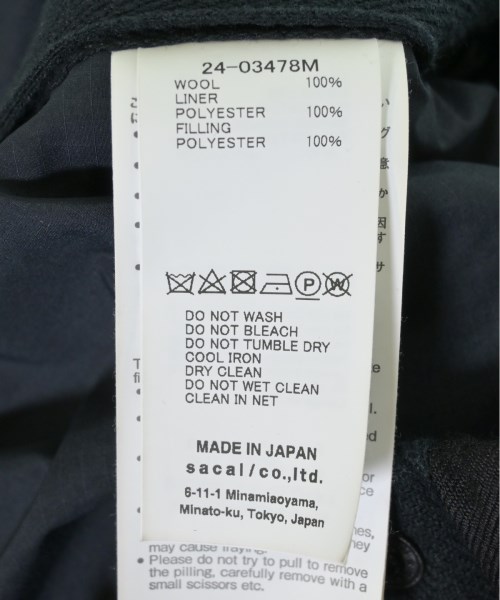 24-03478M
WOOL 100%
LINER
POLYESTER 100%
FILLING
POLYESTER 100%
DO NOT WASH
DO NOT BLEACH
DO NOT TUMBLE DRY
COOL IRON
DRY CLEAN
DO NOT WET CLEAN
CLEAN IN NET
MADE IN JAPAN
sacai/co.,ltd.
6-11-1 Minamiaoyama,
Minato-ku, Tokyo, Japan
may cause fraying.
• Please do not try to pull to remove
the pilling, carefully remove with a
small scissors etc.